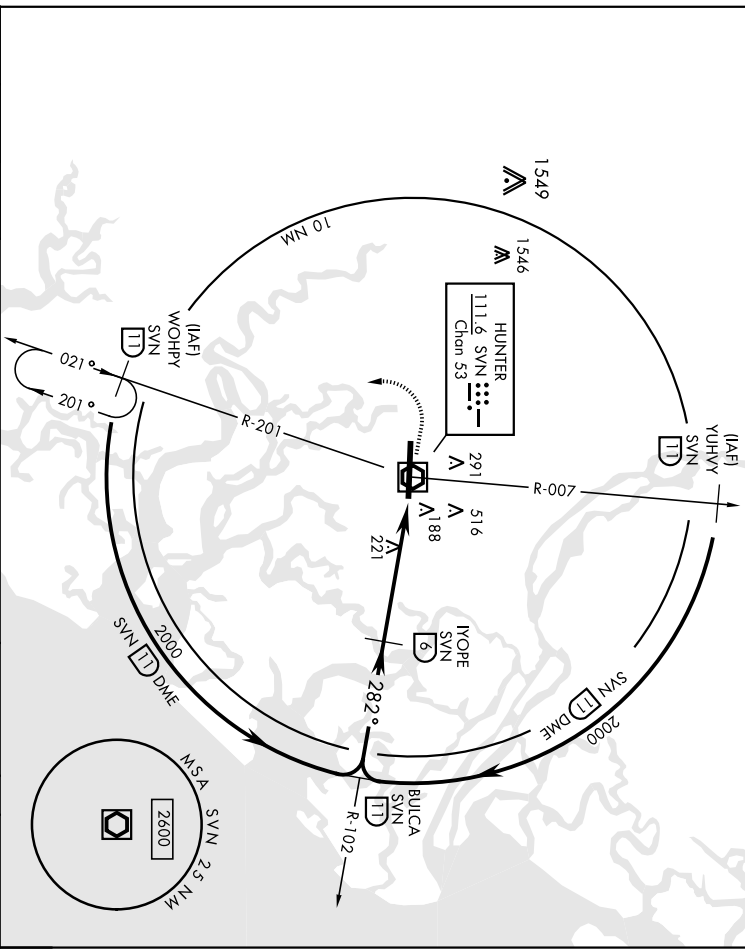 1549
1546
10 NM
HUNTER
111.6 SVN
Chan 53
(IAF)
YUHVY
SVN
11
R-007
291
516
188
221
(IAF)
WOHPY
SVN
11
021°
201°
R-201
IYOPE
SVN
6
282°
SVN 11 DME
2000
2000
SVN 11 DME
BULCA
SVN
11
R-102
MSA SVN 25 NM
2600